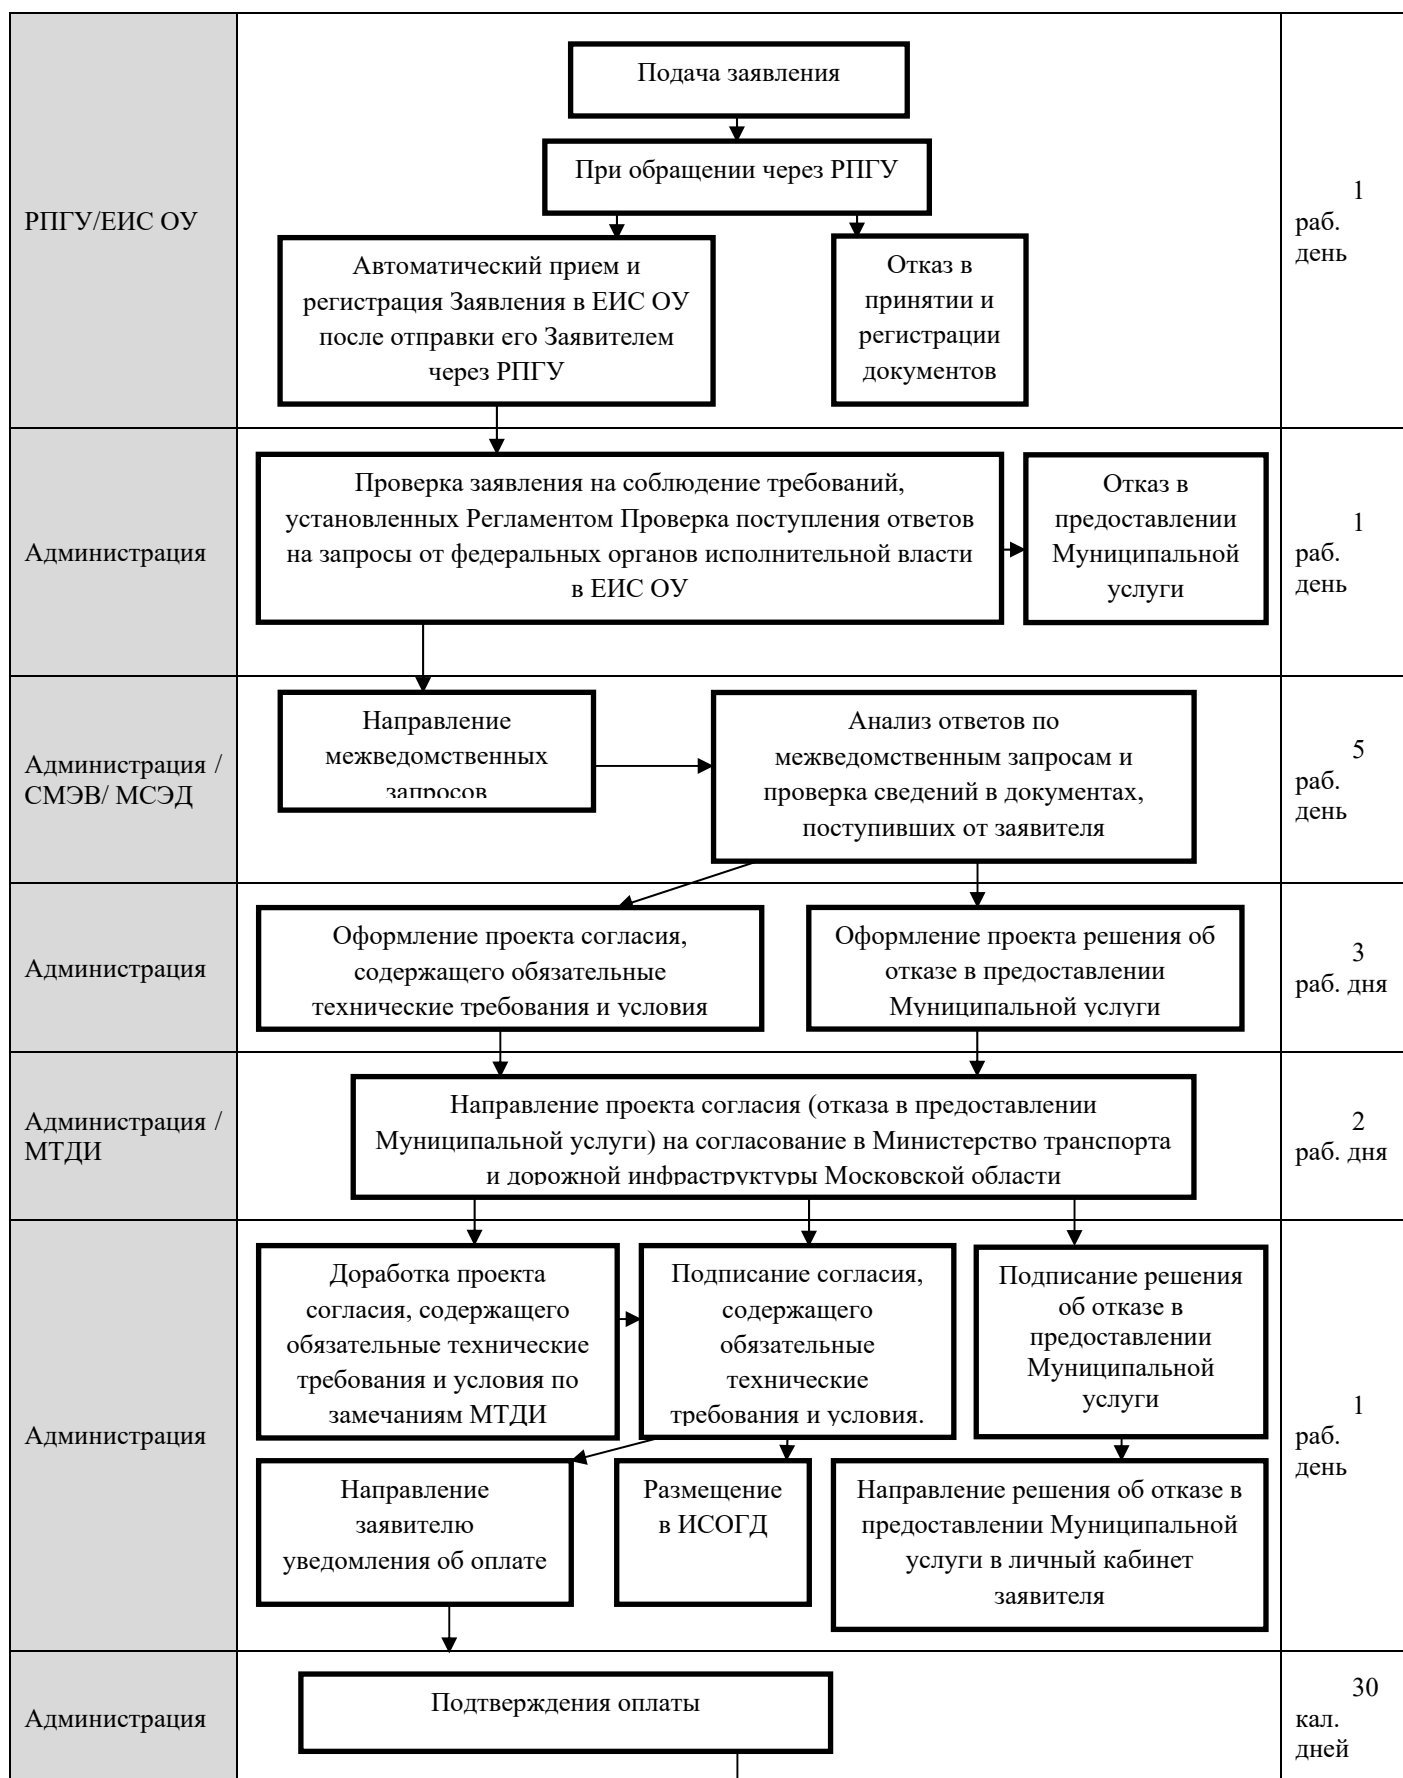 Подача заявления
При обращении через РПГУ
РПГУ/ЕИС ОУ
Автоматический прием и
регистрация Заявления в ЕИС ОУ
после отправки его Заявителем
через РПГУ
Отказ в
принятии и
регистрации
документов
1
раб.
день
Администрация
Проверка заявления на соблюдение требований,
установленных Регламентом Проверка поступления ответов
на запросы от федеральных органов исполнительной власти
в ЕИС ОУ
Отказ в
предоставлении
Муниципальной
услуги
1
раб.
день
Администрация /
СМЭВ/ МСЭД
Направление
межведомственных
запросов
Анализ ответов по
межведомственным запросам и
проверка сведений в документах,
поступивших от заявителя
5
раб.
день
Администрация
Оформление проекта согласия,
содержащего обязательные
технические требования и условия
Оформление проекта решения об
отказе в предоставлении
Муниципальной услуги
3
раб. дня
Администрация /
МТДИ
Направление проекта согласия (отказа в предоставлении
Муниципальной услуги) на согласование в Министерство транспорта
и дорожной инфраструктуры Московской области
2
раб. дня
Администрация
Доработка проекта
согласия, содержащего
обязательные технические
требования и условия по
замечаниям МТДИ
Подписание согласия,
содержащего
обязательные
технические
требования и условия.
Подписание решения
об отказе в
предоставлении
Муниципальной
услуги
Направление
заявителю
уведомления об оплате
Размещение
в ИСОГД
Направление решения об отказе в
предоставлении Муниципальной
услуги в личный кабинет
заявителя
1
раб.
день
Администрация
Подтверждения оплаты
30
кал.
дней